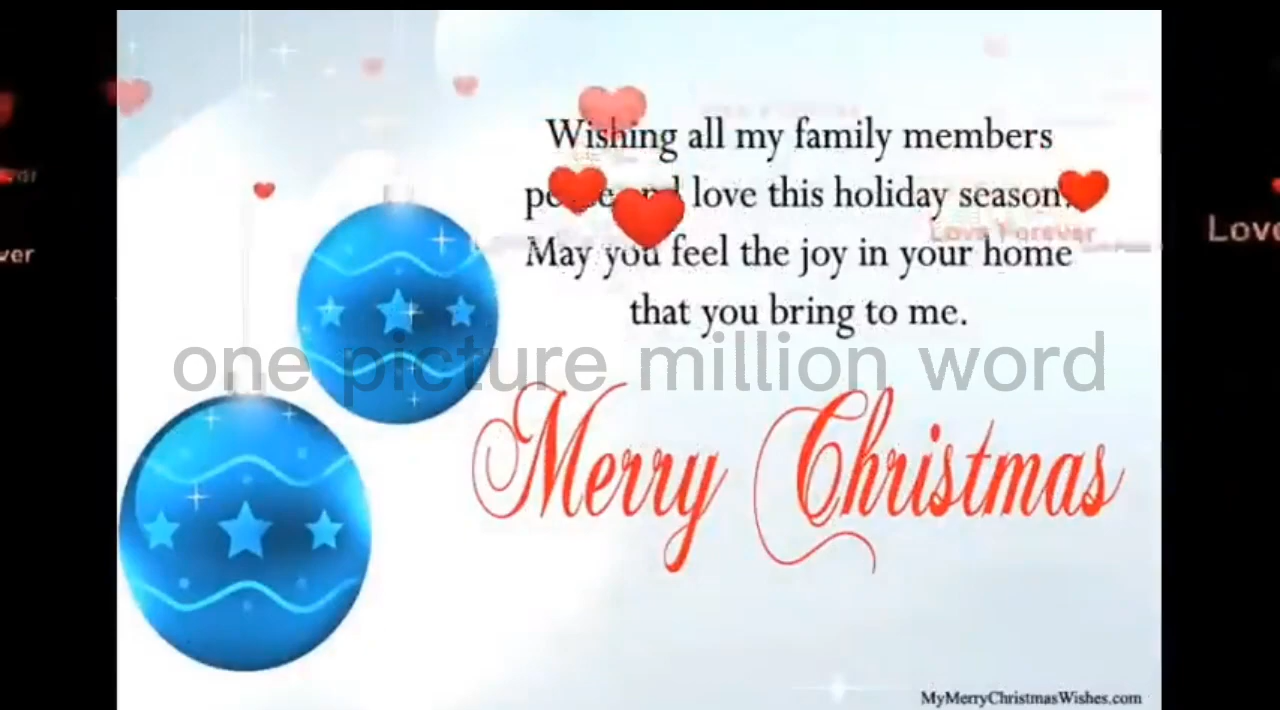 Wishing all my family members
love this holiday season.
May you feel the joy in your home
that you bring to me.
one picture million word
Merry Christmas
Love Forever
MyMerryChristmasWishes.com